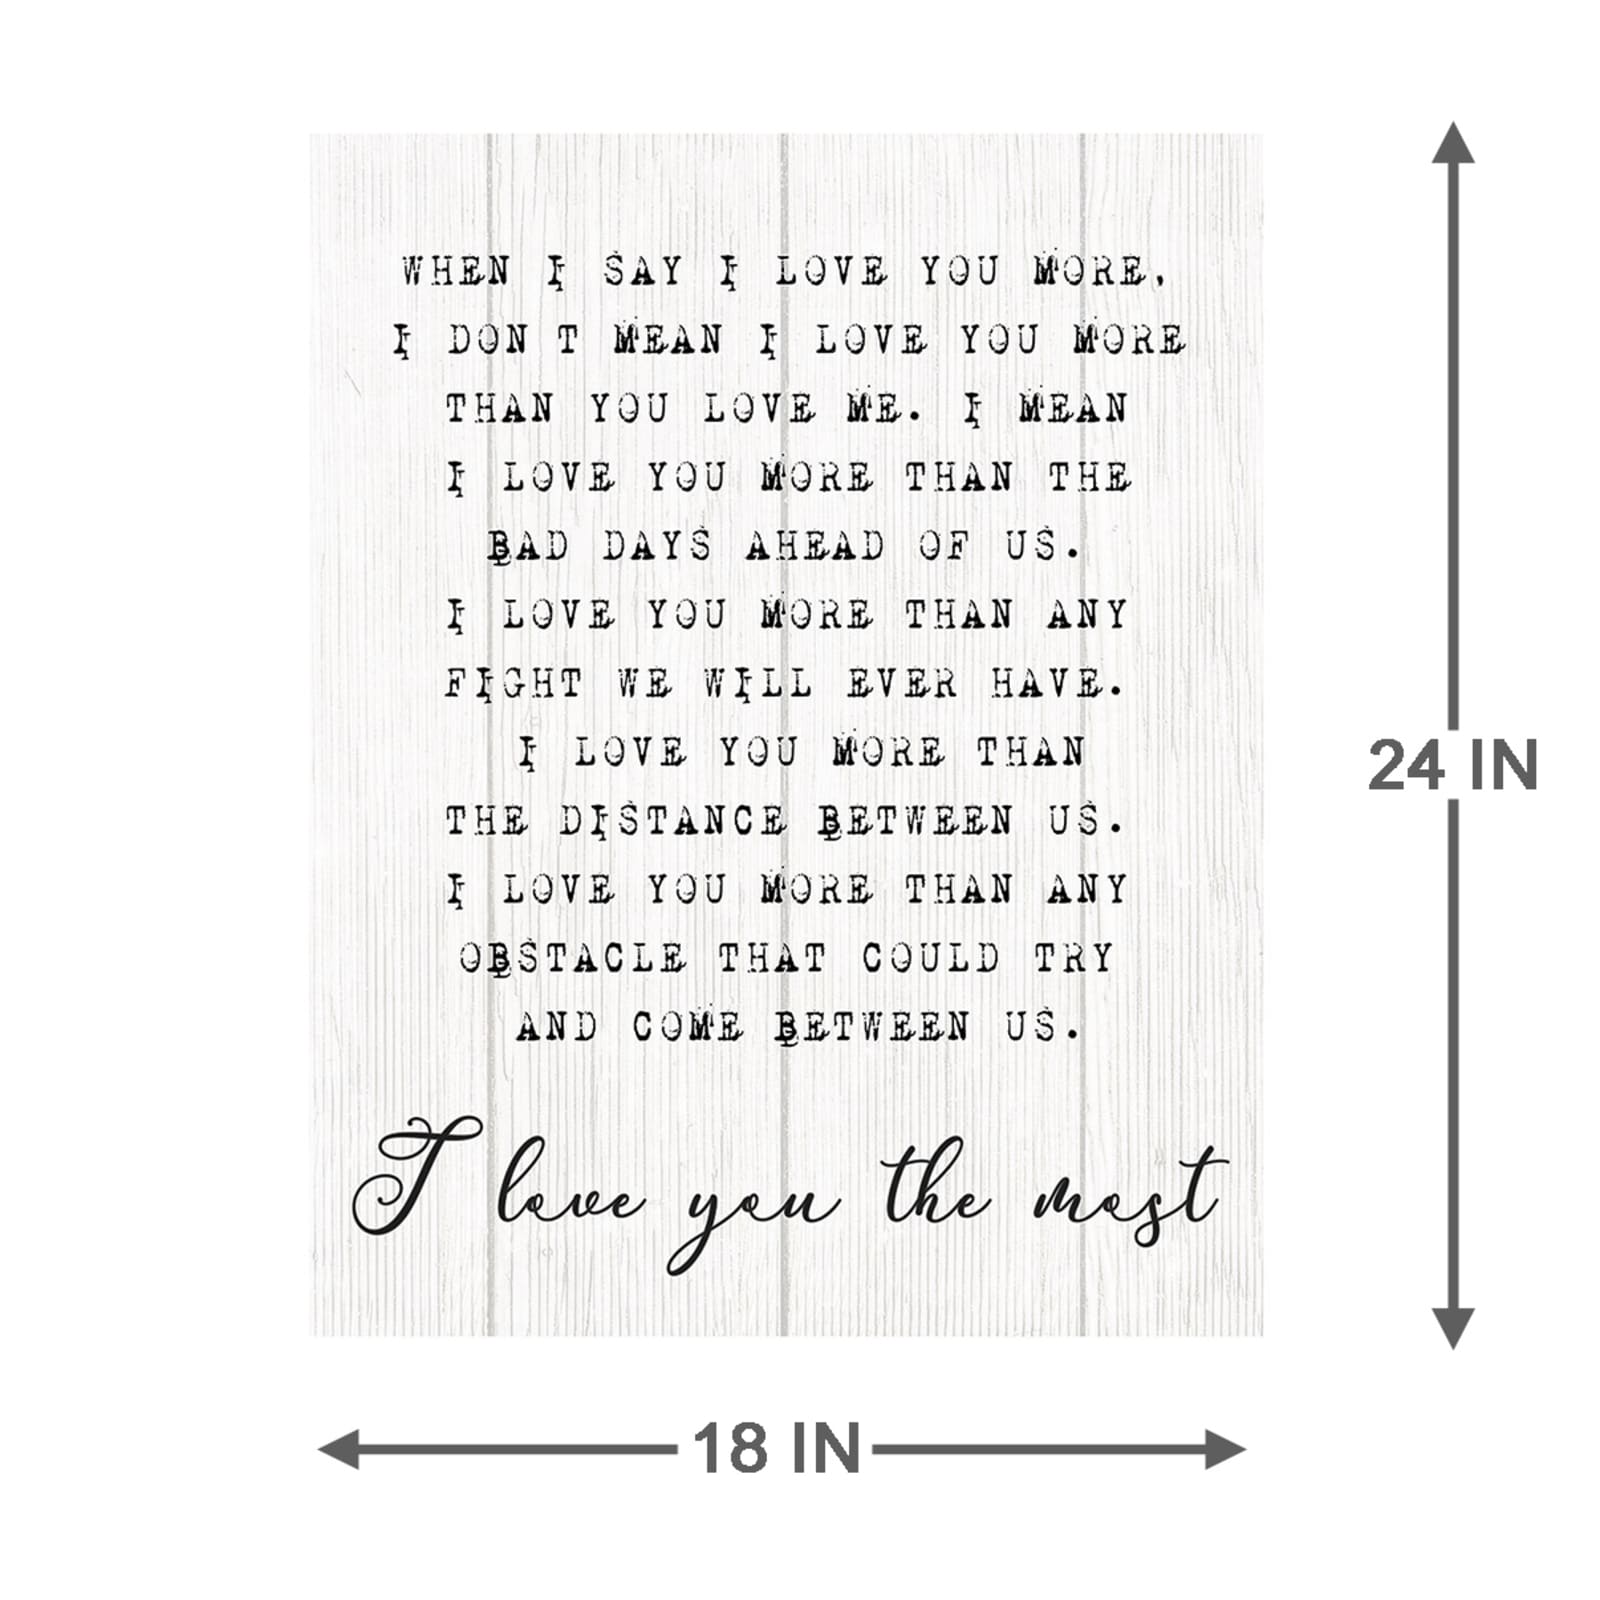 WHEN I SAY I LOVE YOU MORE,
I DON T MEAN I LOVE YOU MORE
THAN YOU LOVE ME. I MEAN
I LOVE YOU MORE THAN THE
BAD DAYS AHEAD OF US.
I LOVE YOU MORE THAN ANY
FIGHT WE WILL EVER HAVE.
I LOVE YOU MORE THAN
THE DISTANCE BETWEEN US.
I LOVE YOU MORE THAN ANY
OBSTACLE THAT COULD TRY
AND COME BETWEEN US.
I love you the most
24 IN
18 IN